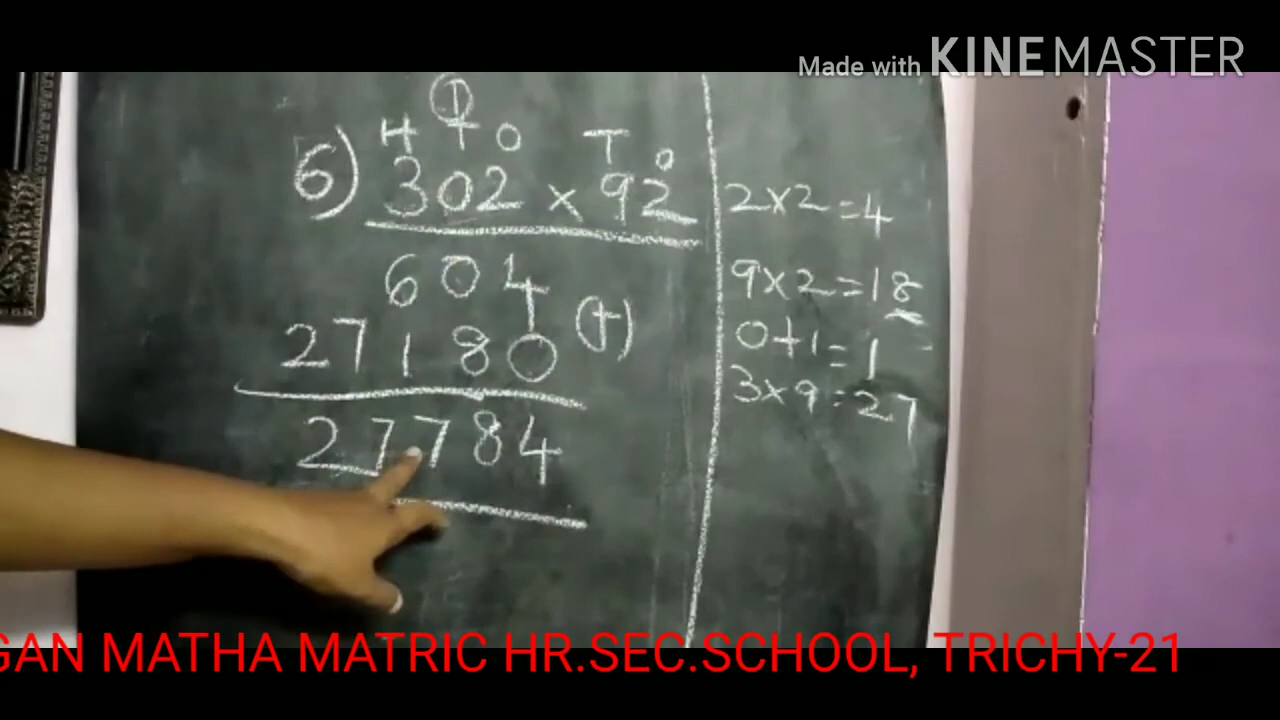 Made with KINEMASTER
1
H T O T O
6) 302 × 92
604
27180 (+)
27784
2×2=4
9×2=18
0+1=1
3×9=27
GAN MATHA MATRIC HR.SEC.SCHOOL, TRICHY-21